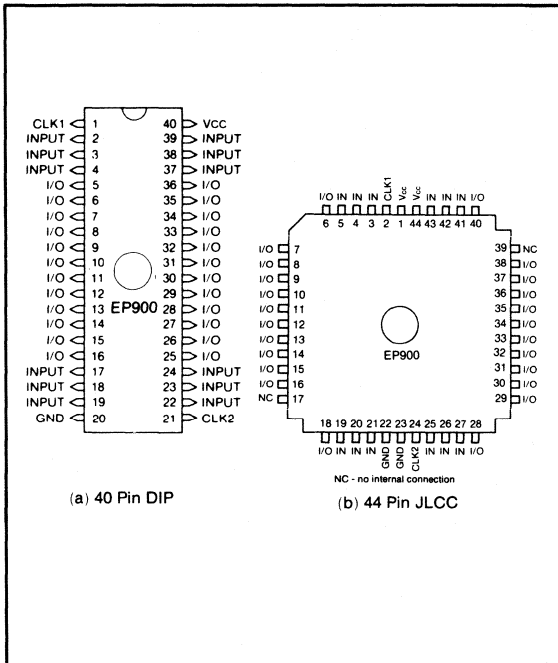 CLK1 1 40 VCC
INPUT 2 39 INPUT
INPUT 3 38 INPUT
INPUT 4 37 INPUT
I/O 5 36 I/O
I/O 6 35 I/O
I/O 7 34 I/O
I/O 8 33 I/O
I/O 9 32 I/O
I/O 10 31 I/O
I/O 11 30 I/O
I/O 12 29 I/O
I/O 13 EP900 28 I/O
I/O 14 27 I/O
I/O 15 26 I/O
I/O 16 25 I/O
INPUT 17 24 INPUT
INPUT 18 23 INPUT
INPUT 19 22 INPUT
GND 20 21 CLK2
(a) 40 Pin DIP
I/O IN IN IN CLK1 Vcc Vcc IN IN IN I/O
6 5 4 3 2 1 44 43 42 41 40
I/O 7 39 NC
I/O 8 38 I/O
I/O 9 37 I/O
I/O 10 36 I/O
I/O 11 35 I/O
I/O 12 34 I/O
I/O 13 33 I/O
I/O 14 32 I/O
I/O 15 31 I/O
I/O 16 30 I/O
NC 17 29 I/O
EP900
18 19 20 21 22 23 24 25 26 27 28
I/O IN IN IN GND GND CLK2 IN IN IN I/O
NC - no internal connection
(b) 44 Pin JLCC